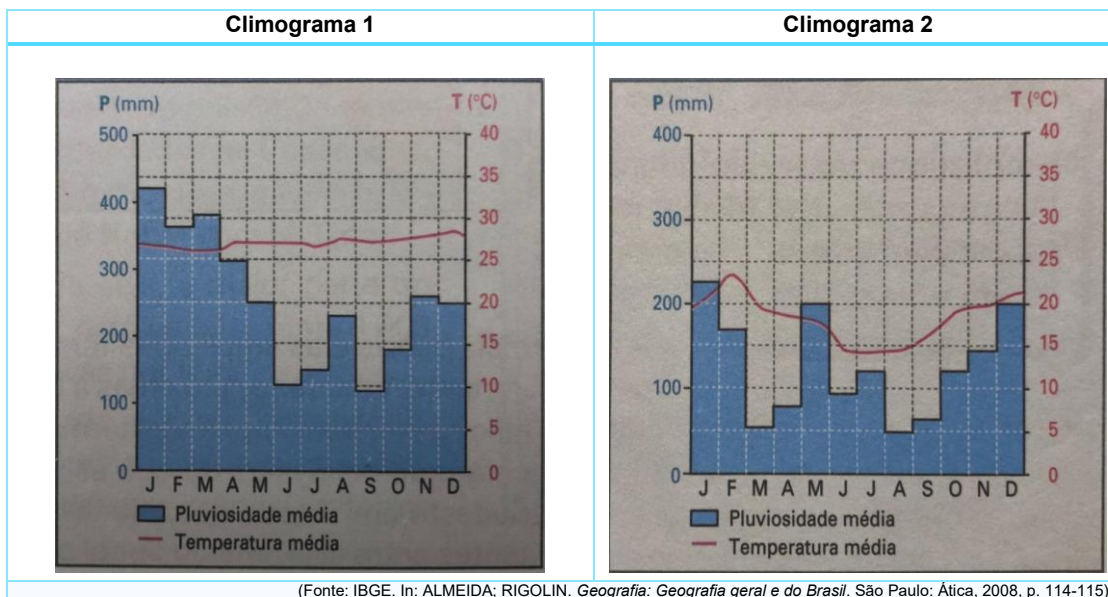 Climograma 1
Climograma 2
P (mm)
T (°C)
500
400
300
200
100
0
40
35
30
25
20
15
10
5
0
J F M A M J J A S O N D
Pluviosidade média
Temperatura média
P (mm)
T (°C)
400
300
200
100
0
40
35
30
25
20
15
10
5
0
J F M A M J J A S O N D
Pluviosidade média
Temperatura média
(Fonte: IBGE. In: ALMEIDA; RIGOLIN. Geografia: Geografia geral e do Brasil. São Paulo: Ática, 2008, p. 114-115)